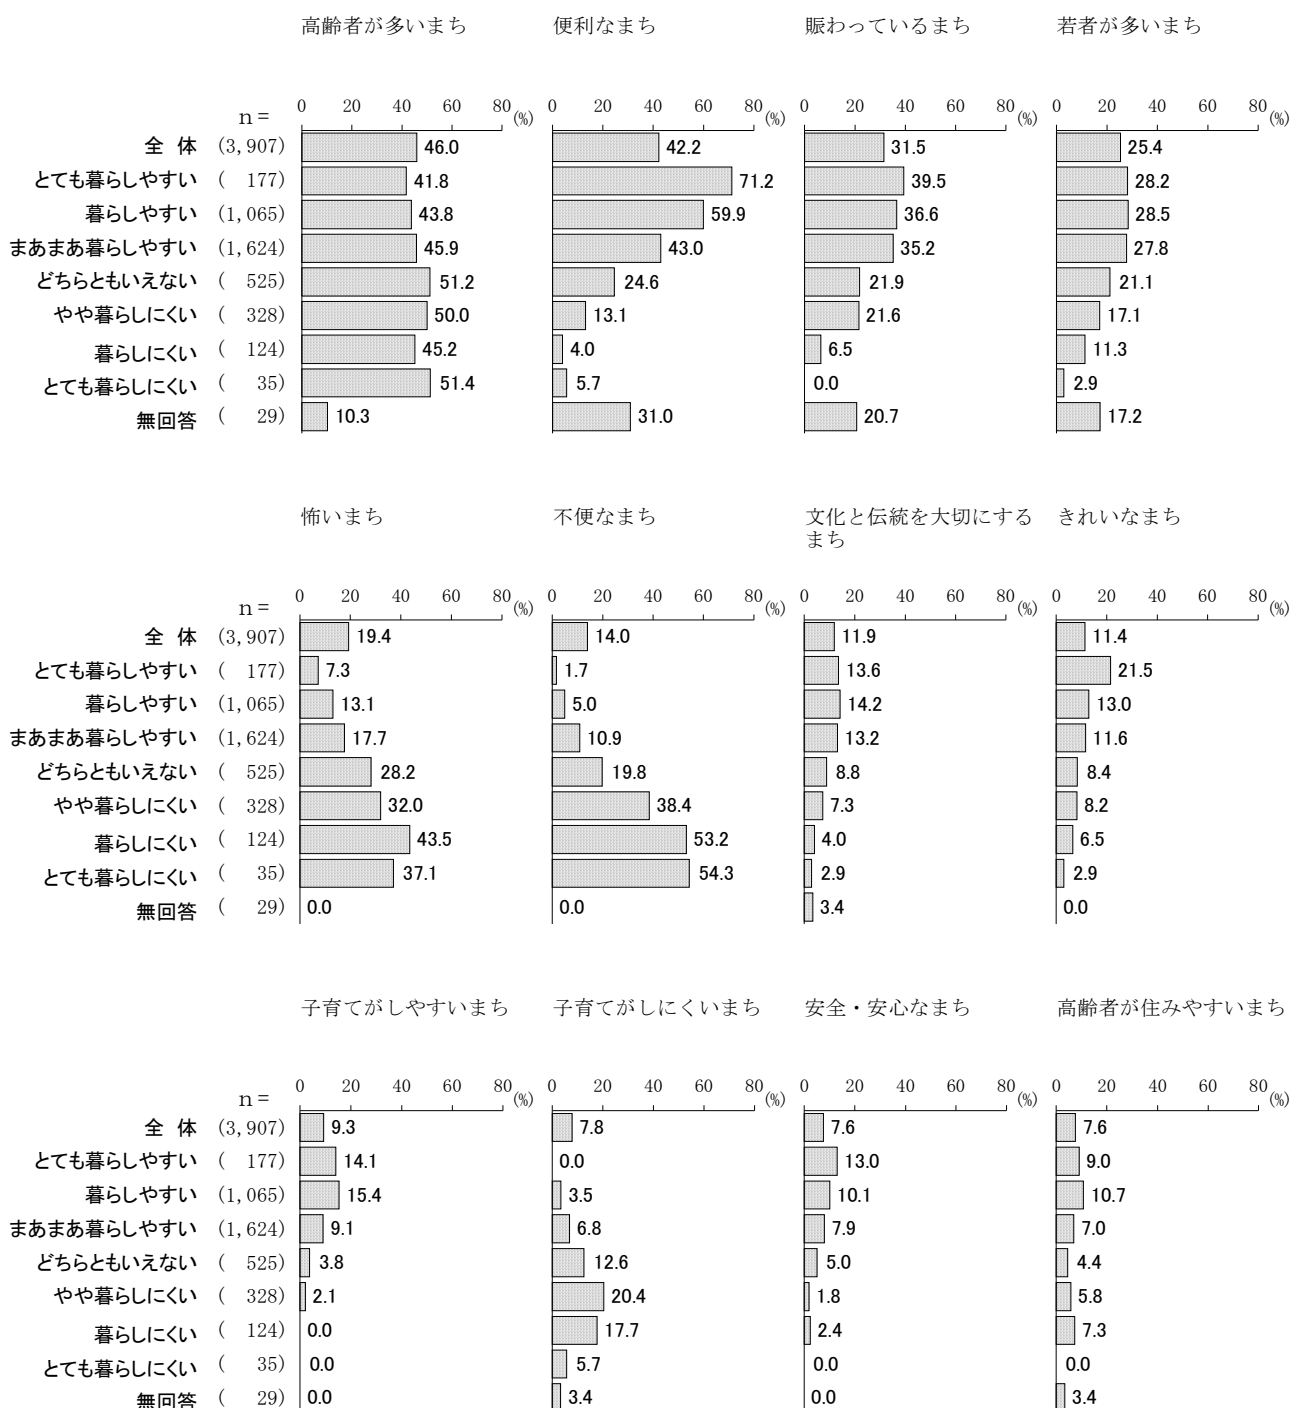 高齢者が多いまち 便利なまち 賑わっているまち 若者が多いまち
n = 0 20 40 60 80 (%) 0 20 40 60 80 (%) 0 20 40 60 80 (%) 0 20 40 60 80 (%)
全 体 (3,907) 46.0 42.2 31.5 25.4
とても暮らしやすい ( 177) 41.8 71.2 39.5 28.2
暮らしやすい (1,065) 43.8 59.9 36.6 28.5
まあまあ暮らしやすい (1,624) 45.9 43.0 35.2 27.8
どちらともいえない ( 525) 51.2 24.6 21.9 21.1
やや暮らしにくい ( 328) 50.0 13.1 21.6 17.1
暮らしにくい ( 124) 45.2 4.0 6.5 11.3
とても暮らしにくい ( 35) 51.4 5.7 0.0 2.9
無回答 ( 29) 10.3 31.0 20.7 17.2
怖いまち 不便なまち 文化と伝統を大切にする きれいなまち
まち
n = 0 20 40 60 80 (%) 0 20 40 60 80 (%) 0 20 40 60 80 (%) 0 20 40 60 80 (%)
全 体 (3,907) 19.4 14.0 11.9 11.4
とても暮らしやすい ( 177) 7.3 1.7 13.6 21.5
暮らしやすい (1,065) 13.1 5.0 14.2 13.0
まあまあ暮らしやすい (1,624) 17.7 10.9 13.2 11.6
どちらともいえない ( 525) 28.2 19.8 8.8 8.4
やや暮らしにくい ( 328) 32.0 38.4 7.3 8.2
暮らしにくい ( 124) 43.5 53.2 4.0 6.5
とても暮らしにくい ( 35) 37.1 54.3 2.9 2.9
無回答 ( 29) 0.0 0.0 3.4 0.0
子育てがしやすいまち 子育てがしにくいまち 安全・安心なまち 高齢者が住みやすいまち
n = 0 20 40 60 80 (%) 0 20 40 60 80 (%) 0 20 40 60 80 (%) 0 20 40 60 80 (%)
全 体 (3,907) 9.3 7.8 7.6 7.6
とても暮らしやすい ( 177) 14.1 0.0 13.0 9.0
暮らしやすい (1,065) 15.4 3.5 10.1 10.7
まあまあ暮らしやすい (1,624) 9.1 6.8 7.9 7.0
どちらともいえない ( 525) 3.8 12.6 5.0 4.4
やや暮らしにくい ( 328) 2.1 20.4 1.8 5.8
暮らしにくい ( 124) 0.0 17.7 2.4 7.3
とても暮らしにくい ( 35) 0.0 5.7 0.0 0.0
無回答 ( 29) 0.0 3.4 0.0 3.4